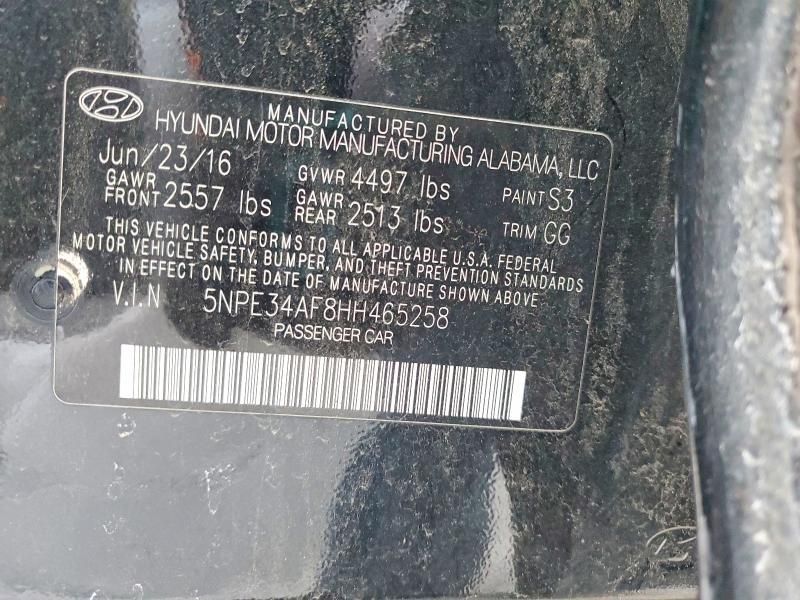 MANUFACTURED BY
HYUNDAI MOTOR MANUFACTURING ALABAMA, LLC
Jun/23/16 GVWR 4497 lbs PAINT S3
GAWR FRONT 2557 lbs GAWR REAR 2513 lbs TRIM GG
THIS VEHICLE CONFORMS TO ALL APPLICABLE U.S.A. FEDERAL
MOTOR VEHICLE SAFETY, BUMPER, AND THEFT PREVENTION STANDARDS
IN EFFECT ON THE DATE OF MANUFACTURE SHOWN ABOVE
V.I.N 5NPE34AF8HH465258
PASSENGER CAR